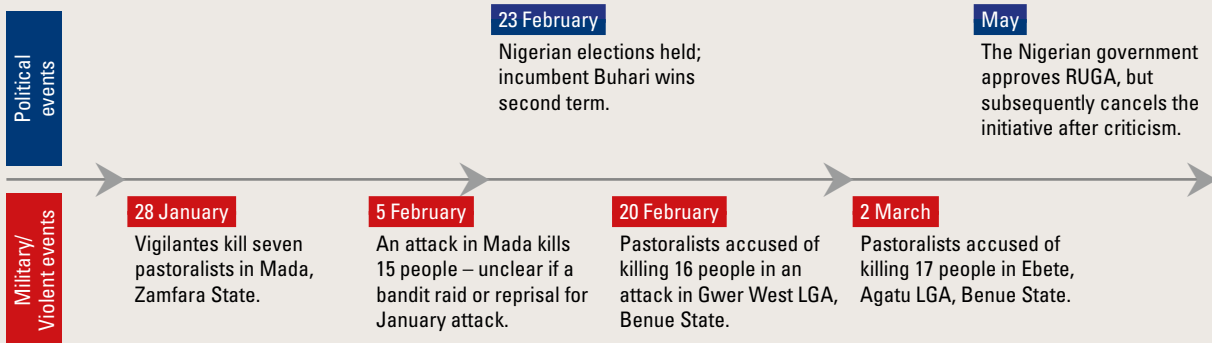 Political
events
23 February
Nigerian elections held;
incumbent Buhari wins
second term.
May
The Nigerian government
approves RUGA, but
subsequently cancels the
initiative after criticism.
Military/
Violent events
28 January
Vigilantes kill seven
pastoralists in Mada,
Zamfara State.
5 February
An attack in Mada kills
15 people – unclear if a
bandit raid or reprisal for
January attack.
20 February
Pastoralists accused of
killing 16 people in an
attack in Gwer West LGA,
Benue State.
2 March
Pastoralists accused of
killing 17 people in Ebete,
Agatu LGA, Benue State.